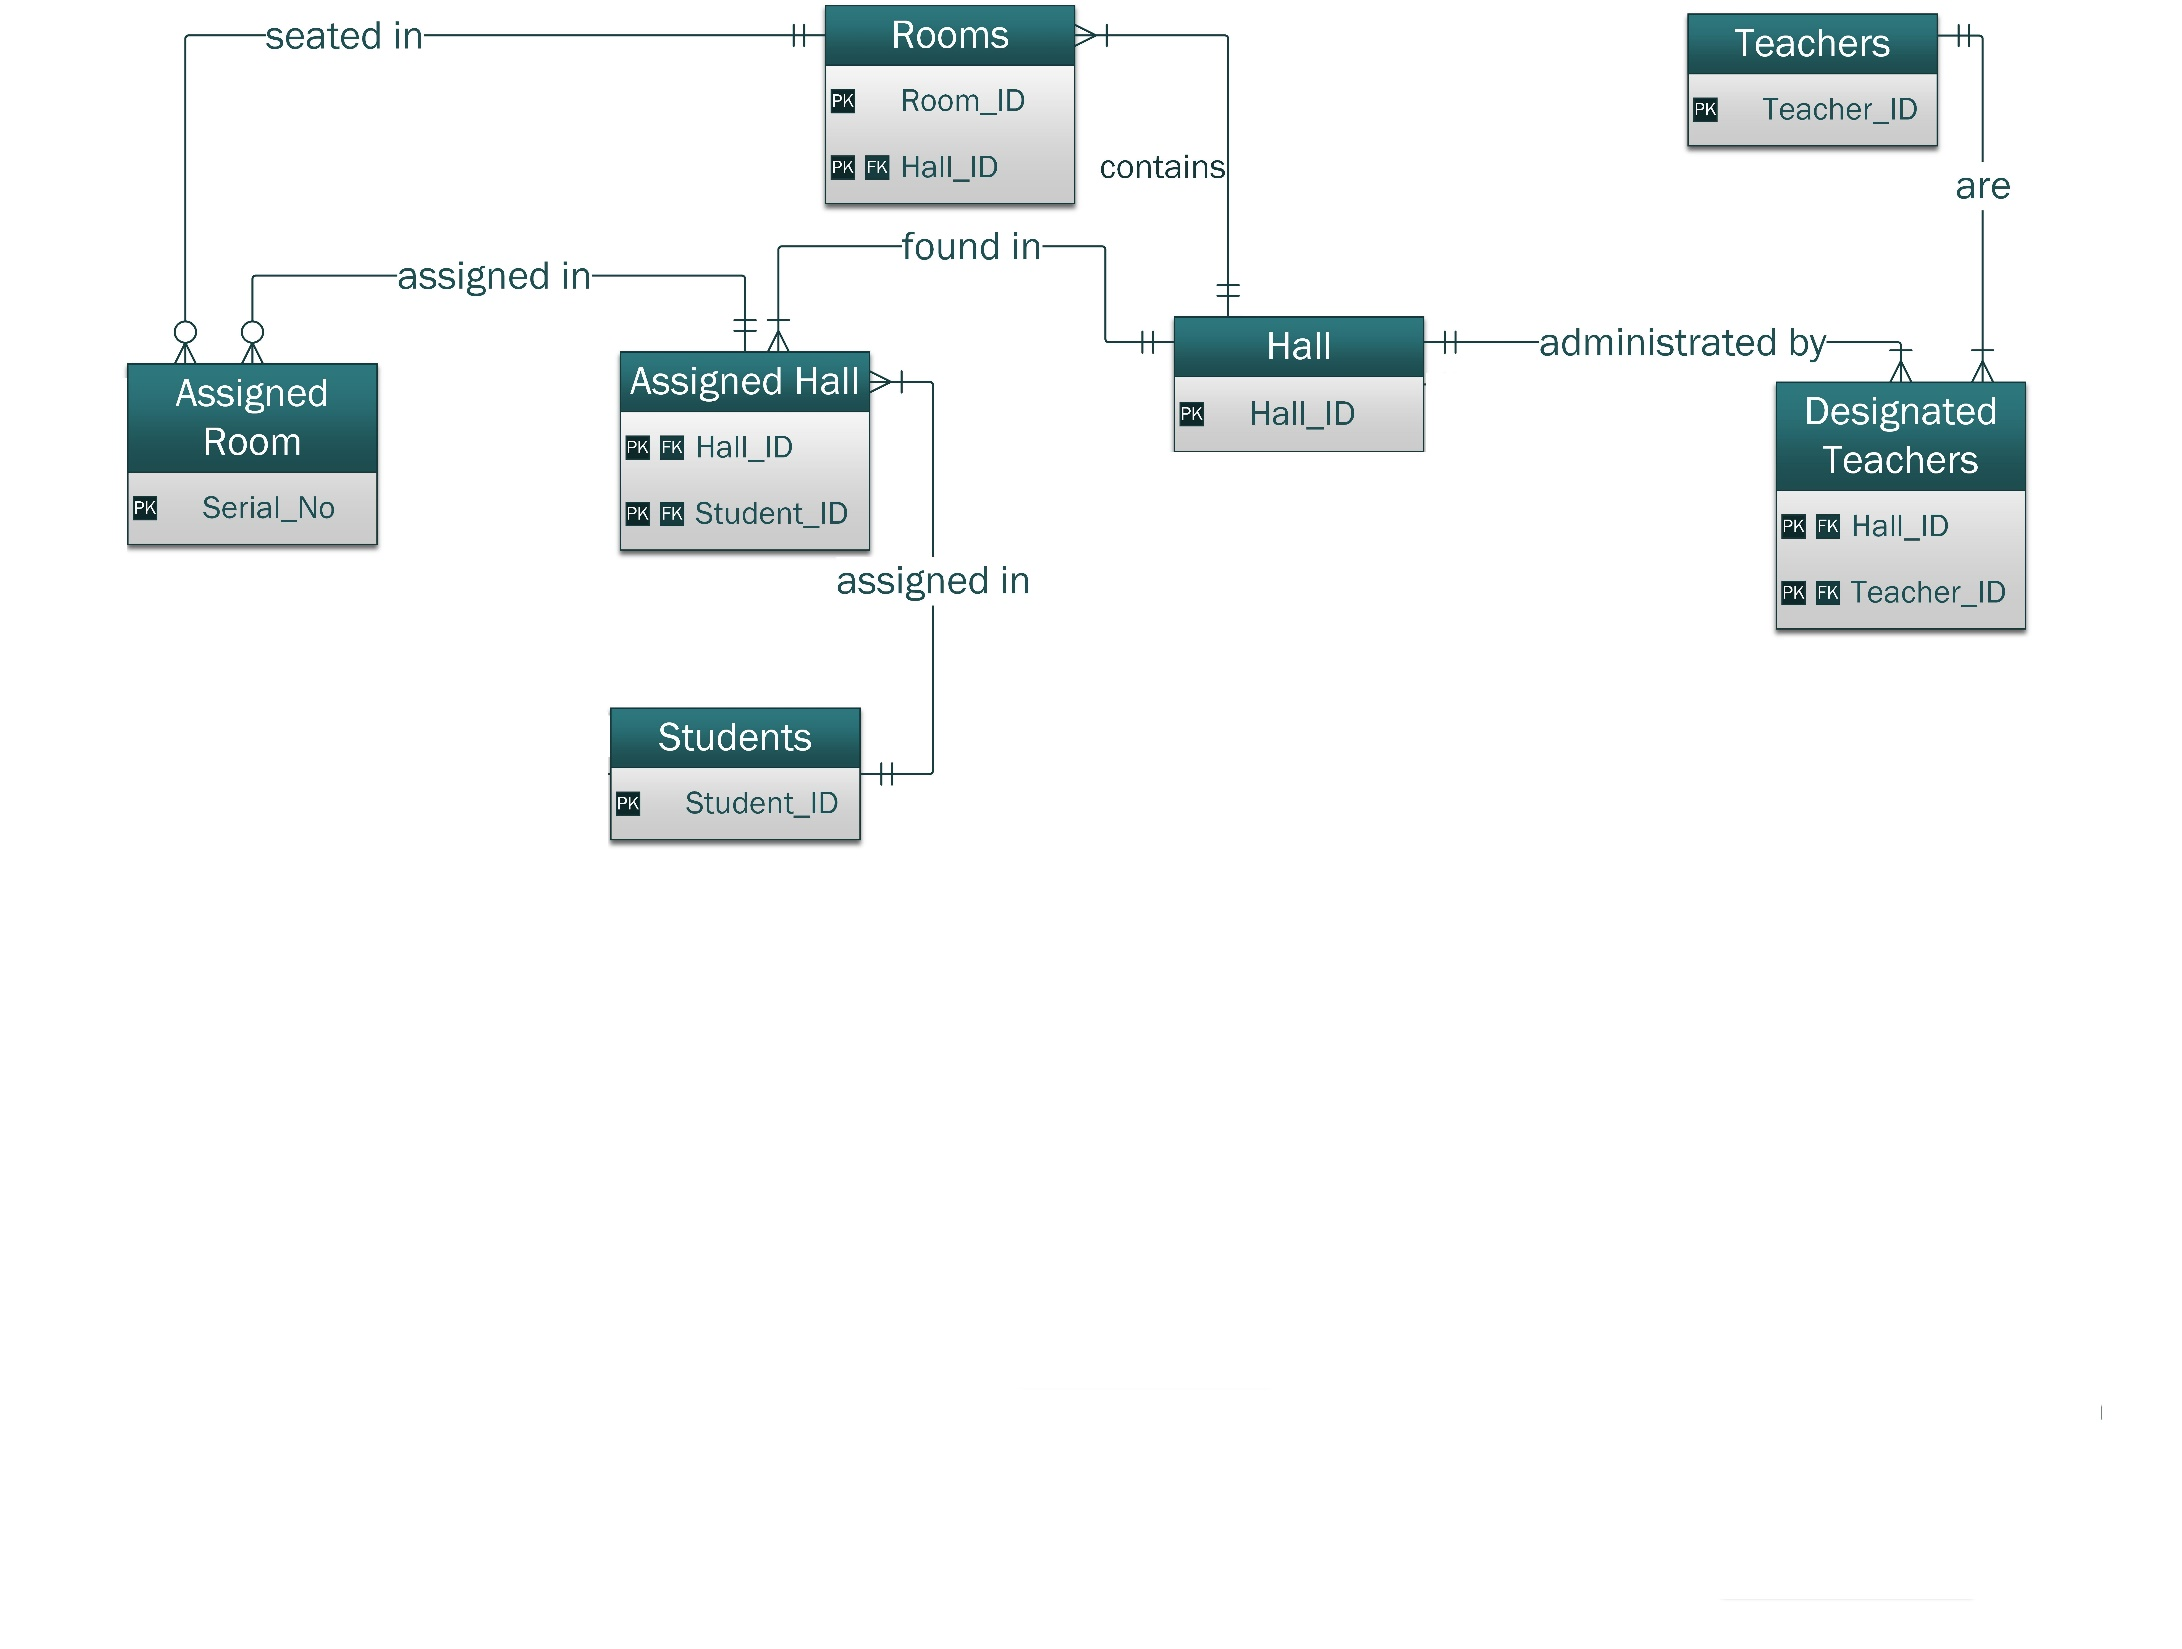 seated in
Rooms
PK Room_ID
PK FK Hall_ID
contains
Teachers
PK Teacher_ID
are
found in
assigned in
Assigned
Room
PK Serial_No
Assigned Hall
PK FK Hall_ID
PK FK Student_ID
Hall
PK Hall_ID
administrated by
Designated
Teachers
PK FK Hall_ID
PK FK Teacher_ID
assigned in
Students
PK Student_ID